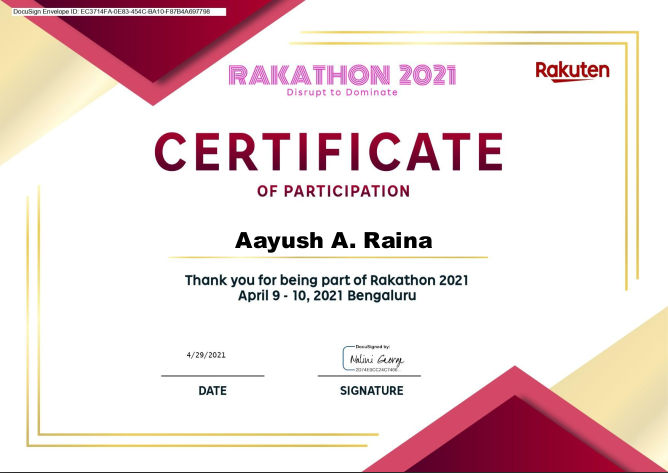 DocuSign Envelope ID: EC3714FA-0E83-454C-BA10-F87B4A697798
RAKATHON 2021
Disrupt to Dominate
Rakuten
CERTIFICATE
OF PARTICIPATION
Aayush A. Raina
Thank you for being part of Rakathon 2021
April 9 - 10, 2021 Bengaluru
4/29/2021
DocuSigned by:
Nalini George
DATE
SIGNATURE